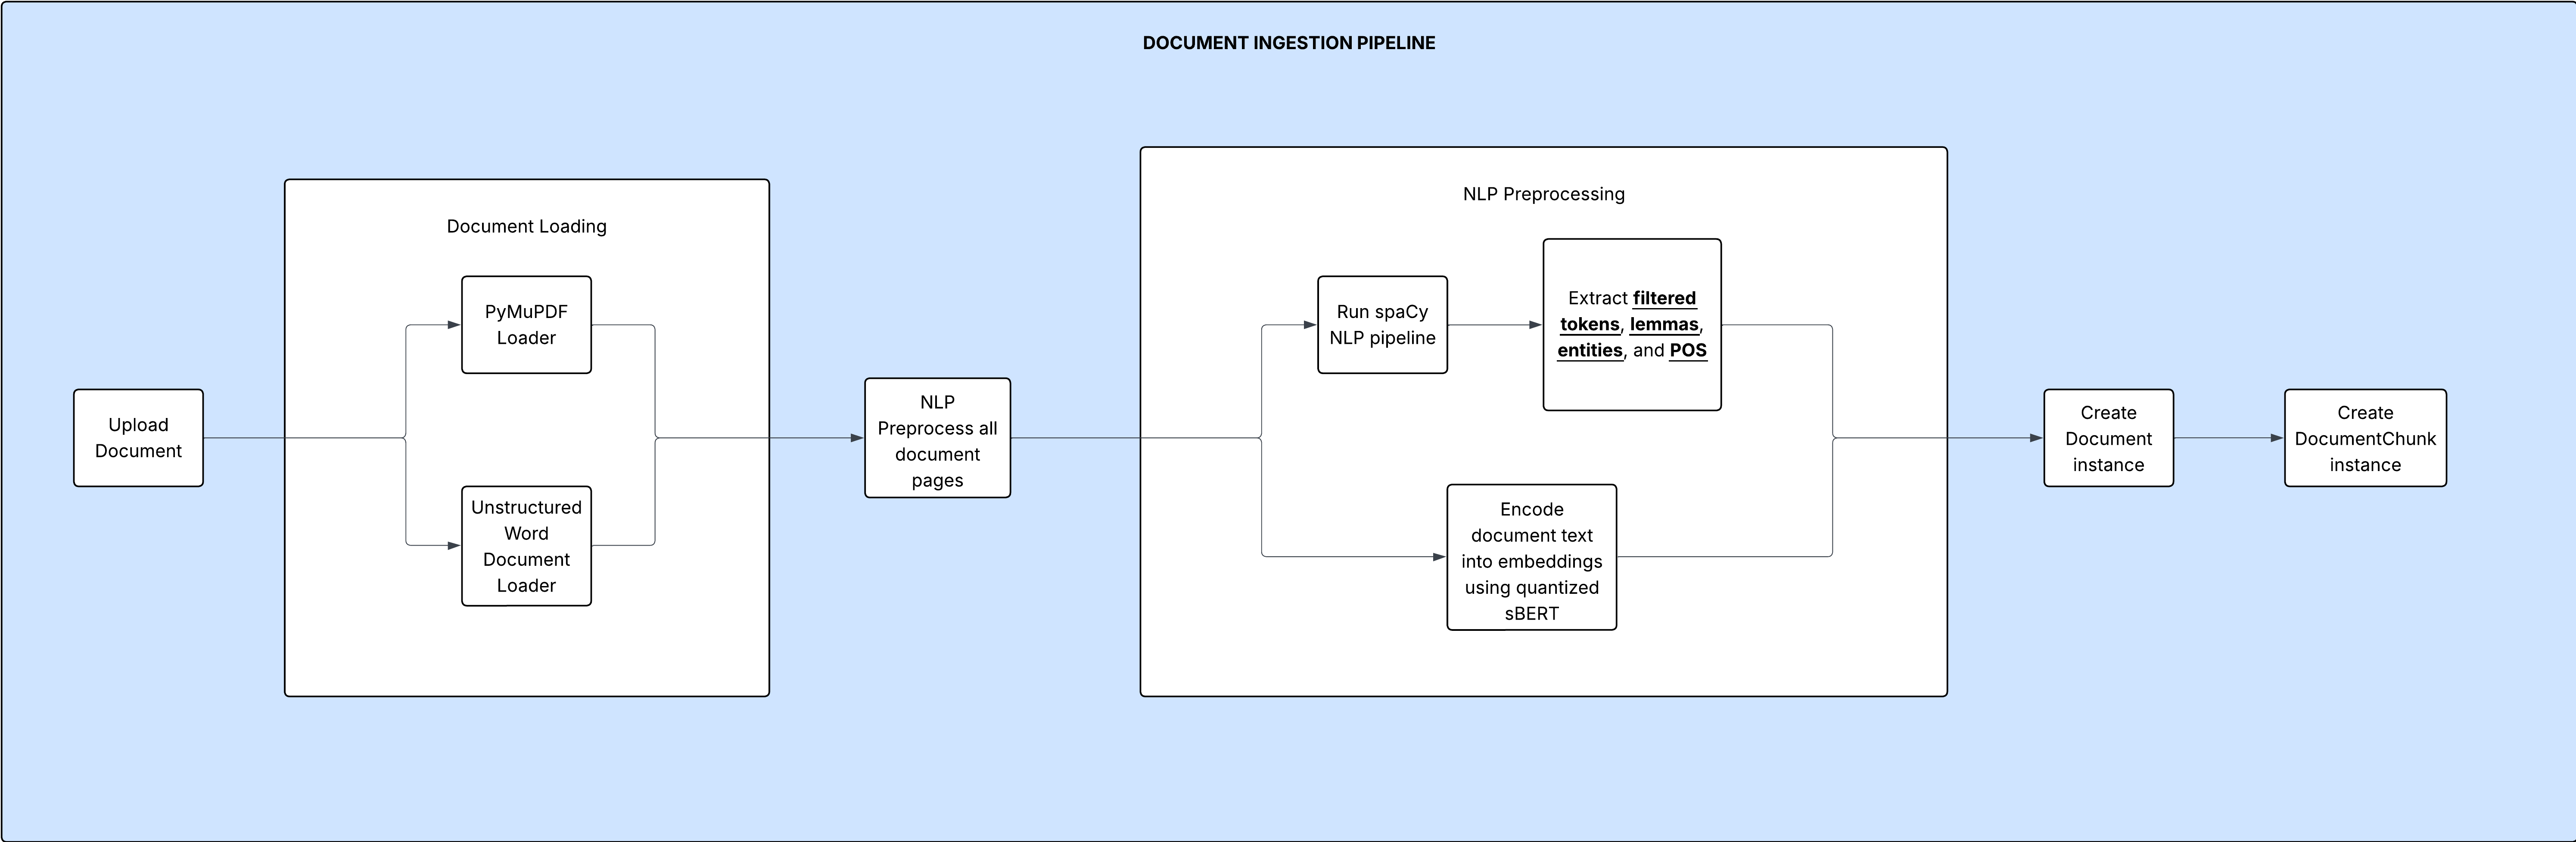 DOCUMENT INGESTION PIPELINE
Upload
Document
Document Loading
PyMuPDF
Loader
Unstructured
Word
Document
Loader
NLP
Preprocess all
document
pages
NLP Preprocessing
Run spaCy
NLP pipeline
Extract filtered
tokens, lemmas,
entities, and POS
Encode
document text
into embeddings
using quantized
sBERT
Create
Document
instance
Create
DocumentChunk
instance